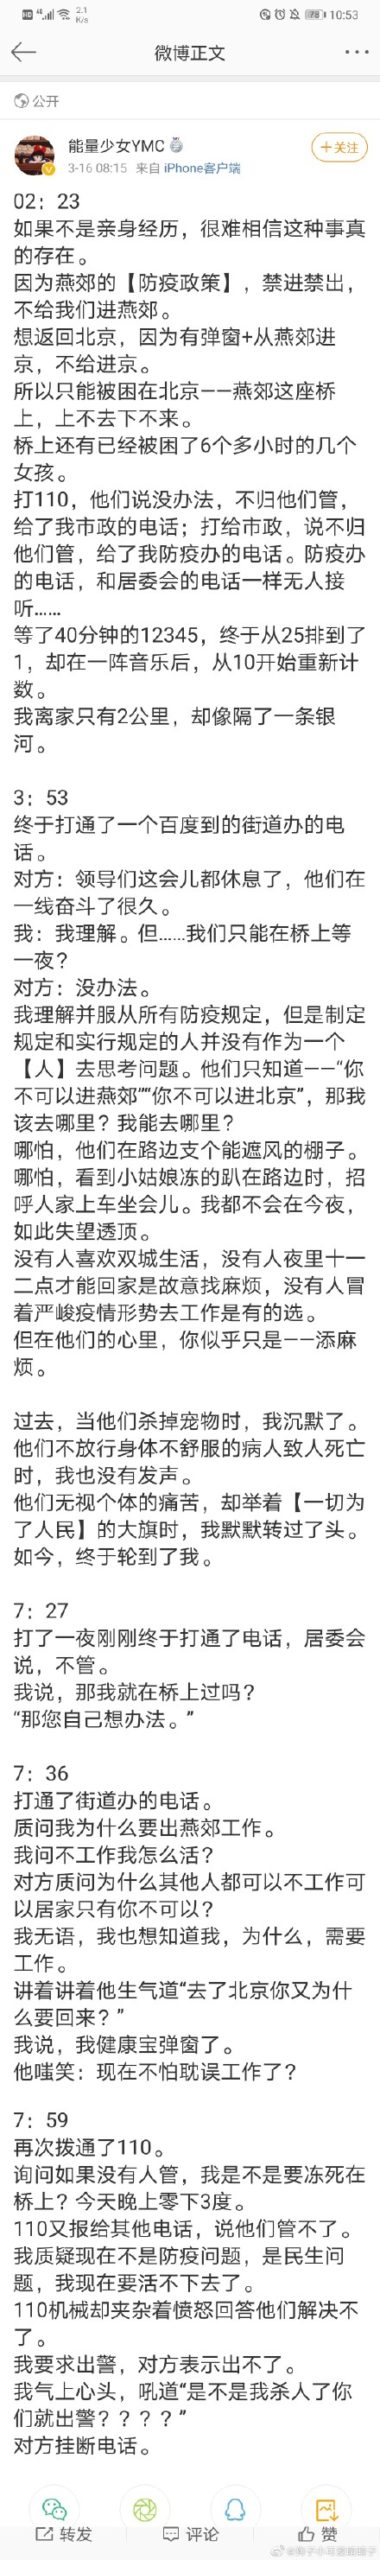 HD 4G 2.1 K/s 78 10:53
微博正文
公开
能量少女YMC
3-16 08:15 来自 iPhone客户端
+关注
02：23
如果不是亲身经历，很难相信这种事真
的存在。
因为燕郊的【防疫政策】，禁进禁出，
不给我们进燕郊。
想返回北京，因为有弹窗+从燕郊进
京，不给进京。
所以只能被困在北京——燕郊这座桥
上，上不去下不来。
桥上还有已经被困了6个多小时的几个
女孩。
打110，他们说没办法，不归他们管，
给了我市政的电话；打给市政，说不归
他们管，给了我防疫办的电话。防疫办
的电话，和居委会的电话一样无人接
听……
等了40分钟的12345，终于从25排到了
1，却在一阵音乐后，从10开始重新计
数。
我离家只有2公里，却像隔了一条银
河。
3：53
终于打通了一个百度到的街道办的电
话。
对方：领导们这会儿都休息了，他们在
一线奋斗了很久。
我：我理解。但……我们只能在桥上等
一夜？
对方：没办法。
我理解并服从所有防疫规定，但是制定
规定和实行规定的人并没有作为一个
【人】去思考问题。他们只知道——“你
不可以进燕郊”“你不可以进北京”，那我
该去哪里？我能去哪里？
哪怕，他们在路边支个能遮风的棚子。
哪怕，看到小姑娘冻的趴在路边时，招
呼人家上车坐会儿。我都不会在今夜，
如此失望透顶。
没有人喜欢双城生活，没有人夜里十一
二点才能回家是故意找麻烦，没有人冒
着严峻疫情形势去工作是有的选。
但在他们的心里，你似乎只是——添麻
烦。
过去，当他们杀掉宠物时，我沉默了。
他们不放行身体不舒服的病人致人死亡
时，我也没有发声。
他们无视个体的痛苦，却举着【一切为
了人民】的大旗时，我默默转过了头。
如今，终于轮到了我。
7：27
打了一夜刚刚终于打通了电话，居委会
说，不管。
我说，那我就在桥上过吗？
“那您自己想办法。”
7：36
打通了街道办的电话。
质问我为什么要出燕郊工作。
我问不工作我怎么活？
对方质问为什么其他人都可以不工作可
以居家只有你不可以？
我无语，我也想知道我，为什么，需要
工作。
讲着讲着他生气道“去了北京你又为什
么要回来？”
我说，我健康宝弹窗了。
他嗤笑：现在不怕耽误工作了？
7：59
再次拨通了110。
询问如果没有人管，我是不是要冻死在
桥上？今天晚上零下3度。
110又报给其他电话，说他们管不了。
我质疑现在不是防疫问题，是民生问
题，我现在要活不下去了。
110机械却夹杂着愤怒回答他们解决不
了。
我要求出警，对方表示出不了。
我气上心头，吼道“是不是我杀人了你
们就出警？？？？”
对方挂断电话。
转发 评论 赞